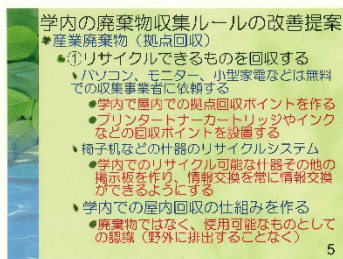 学内の廃棄物収集ルールの改善提案
産業廃棄物（拠点回収）
①リサイクルできるものを回収する
パソコン、モニター、小型家電などは無料
での収集事業者に依頼する
学内で屋内での拠点回収ポイントを作る
プリンタートナーカートリッジやインク
などの回収ポイントを設置する
椅子机などの什器のリサイクルシステム
学内でのリサイクル可能な什器その他の
掲示板を作り、情報交換を常に情報交換
ができるようにする
学内での屋内回収の仕組みを作る
廃棄物ではなく、使用可能なものとして
の認識（野外に排出することなく）
5